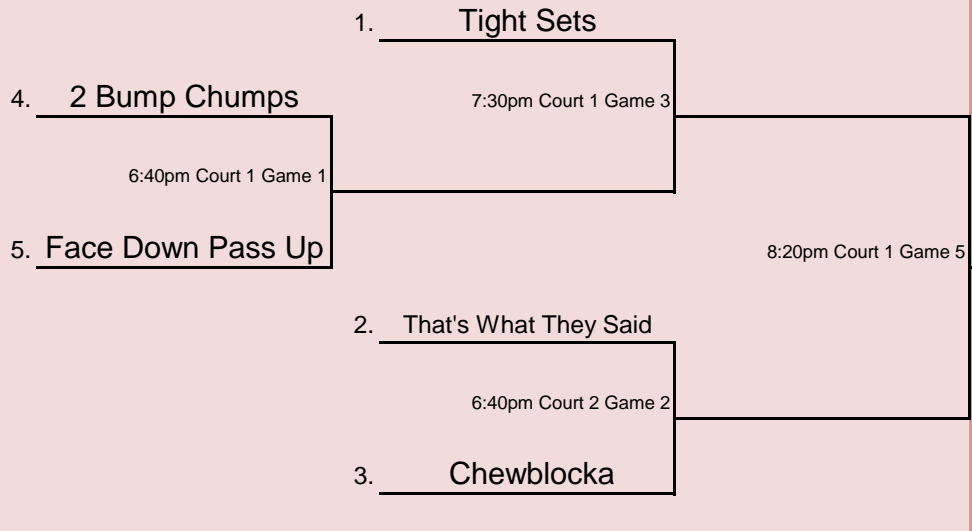 1. Tight Sets
4. 2 Bump Chumps
7:30pm Court 1 Game 3
6:40pm Court 1 Game 1
5. Face Down Pass Up
8:20pm Court 1 Game 5
2. That's What They Said
6:40pm Court 2 Game 2
3. Chewblocka